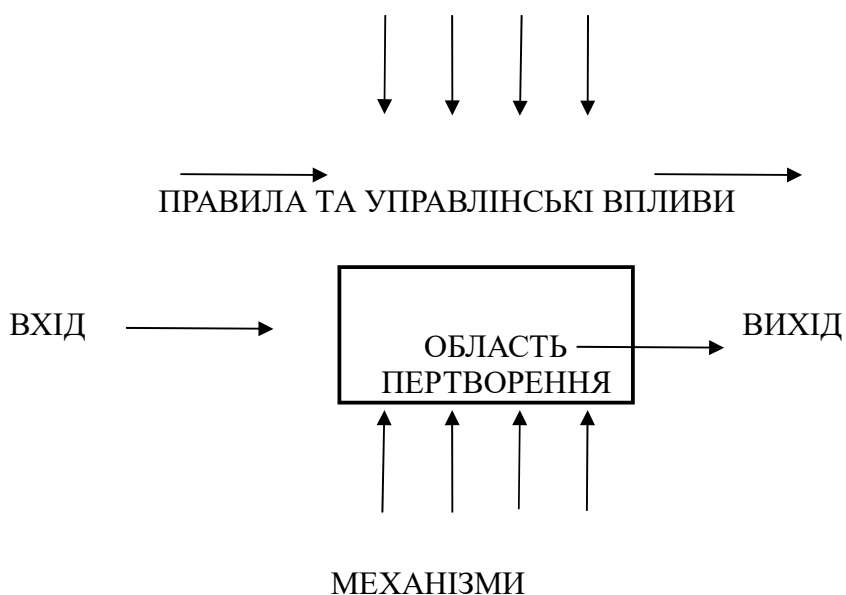 ПРАВИЛА ТА УПРАВЛІНСЬКІ ВПЛИВИ
ВХІД
ВИХІД
ОБЛАСТЬ
ПЕРТВОРЕННЯ
МЕХАНІЗМИ